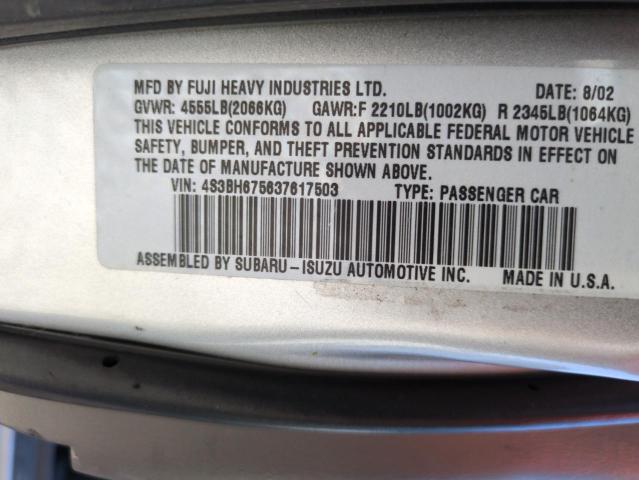 MFD BY FUJI HEAVY INDUSTRIES LTD. DATE: 8/02
GVWR: 4555LB(2066KG) GAWR:F 2210LB(1002KG) R 2345LB(1064KG)
THIS VEHICLE CONFORMS TO ALL APPLICABLE FEDERAL MOTOR VEHICLE
SAFETY, BUMPER, AND THEFT PREVENTION STANDARDS IN EFFECT ON
THE DATE OF MANUFACTURE SHOWN ABOVE.
VIN: 4S3BH675637617503 TYPE: PASSENGER CAR
ASSEMBLED BY SUBARU-ISUZU AUTOMOTIVE INC. MADE IN U.S.A.